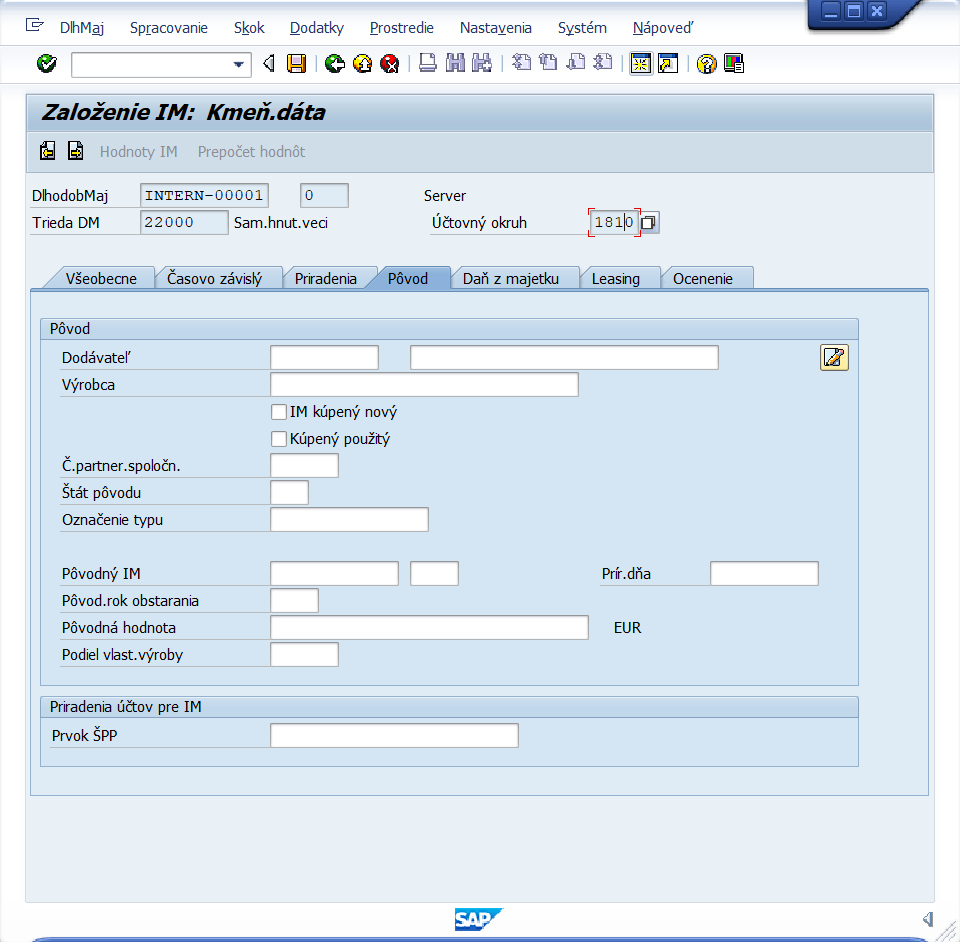 DlhMaj Spracovanie Skok Dodatky Prostredie Nastavenia Systém Nápoveď
Založenie IM: Kmeň.dáta
Hodnoty IM Prepočet hodnôt
DlhodobMaj INTERN-00001 0 Server
Trieda DM 22000 Sam.hnut.veci Účtovný okruh 1810
Všeobecne Časovo závislý Priradenia Pôvod Daň z majetku Leasing Ocenenie
Pôvod
Dodávateľ
Výrobca
IM kúpený nový
Kúpený použitý
Č.partner.spoločn.
Štát pôvodu
Označenie typu
Pôvodný IM Prír.dňa
Pôvod.rok obstarania
Pôvodná hodnota EUR
Podiel vlast.výroby
Priradenia účtov pre IM
Prvok ŠPP
SAP